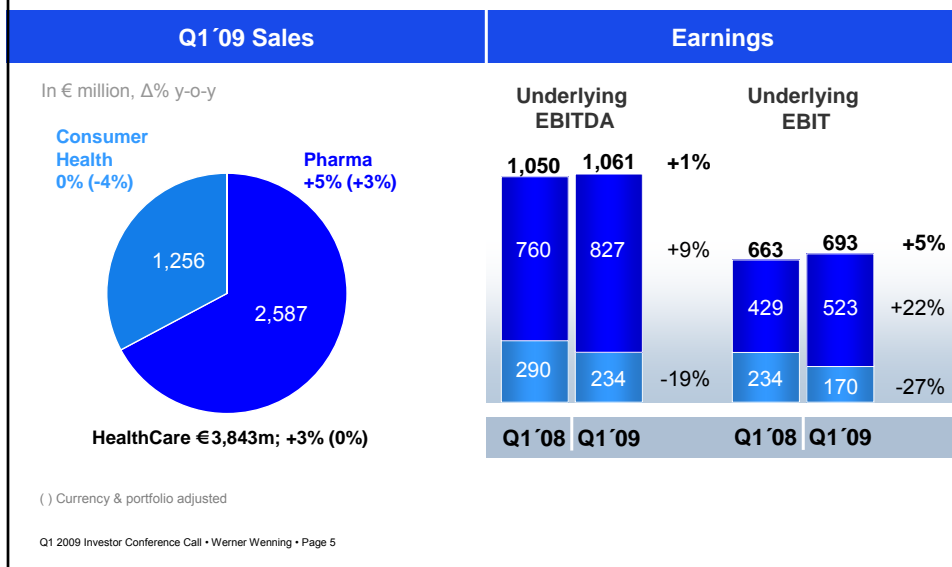 Q1´09 Sales
Earnings
In € million, Δ% y-o-y
Consumer
Health
0% (-4%)
Pharma
+5% (+3%)
1,256
2,587
HealthCare €3,843m; +3% (0%)
Underlying
EBITDA
1,050 1,061 +1%
760 827 +9%
290 234 -19%
Q1´08 Q1´09
Underlying
EBIT
663 693 +5%
429 523 +22%
234 170 -27%
Q1´08 Q1´09
( ) Currency & portfolio adjusted
Q1 2009 Investor Conference Call • Werner Wenning • Page 5